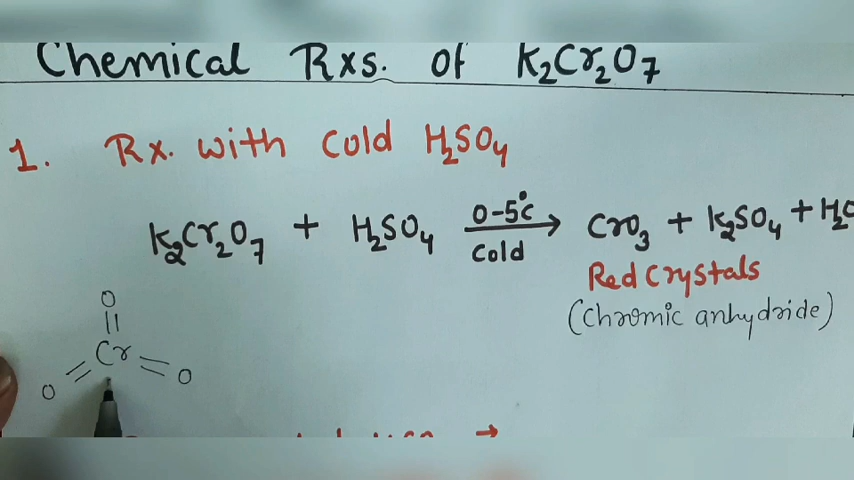 Chemical Rxs. of K₂Cr₂O₇
1. Rx. with Cold H₂SO₄
K₂Cr₂O₇ + H₂SO₄ 0-5°c → CrO₃ + K₂SO₄ + H₂O
Cold
Red Crystals
(Chromic anhydride)
O
||
Cr
O = = O